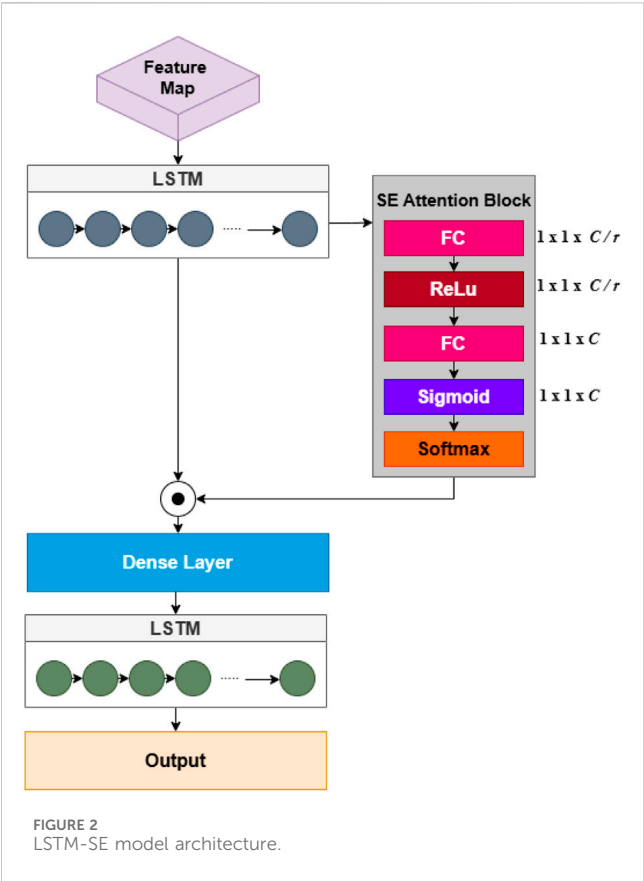 Feature
Map
LSTM
SE Attention Block
FC
1 x 1 x C/r
ReLu
1 x 1 x C/r
FC
1 x 1 x C
Sigmoid
1 x 1 x C
Softmax
Dense Layer
LSTM
Output
FIGURE 2
LSTM-SE model architecture.